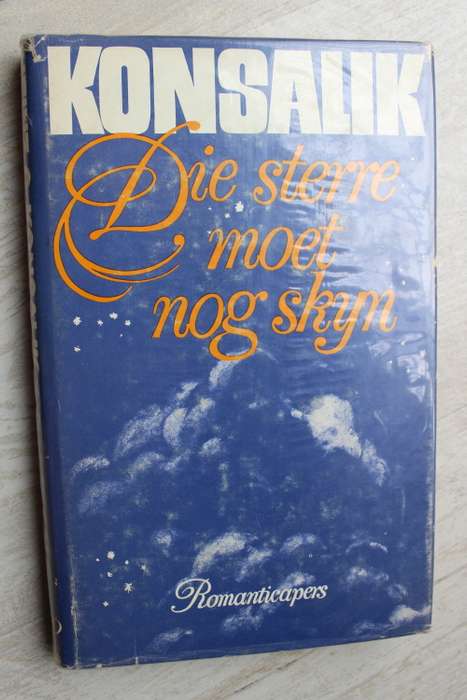 KONSALIK
Die sterre
moet
nog skyn
Romanticapers